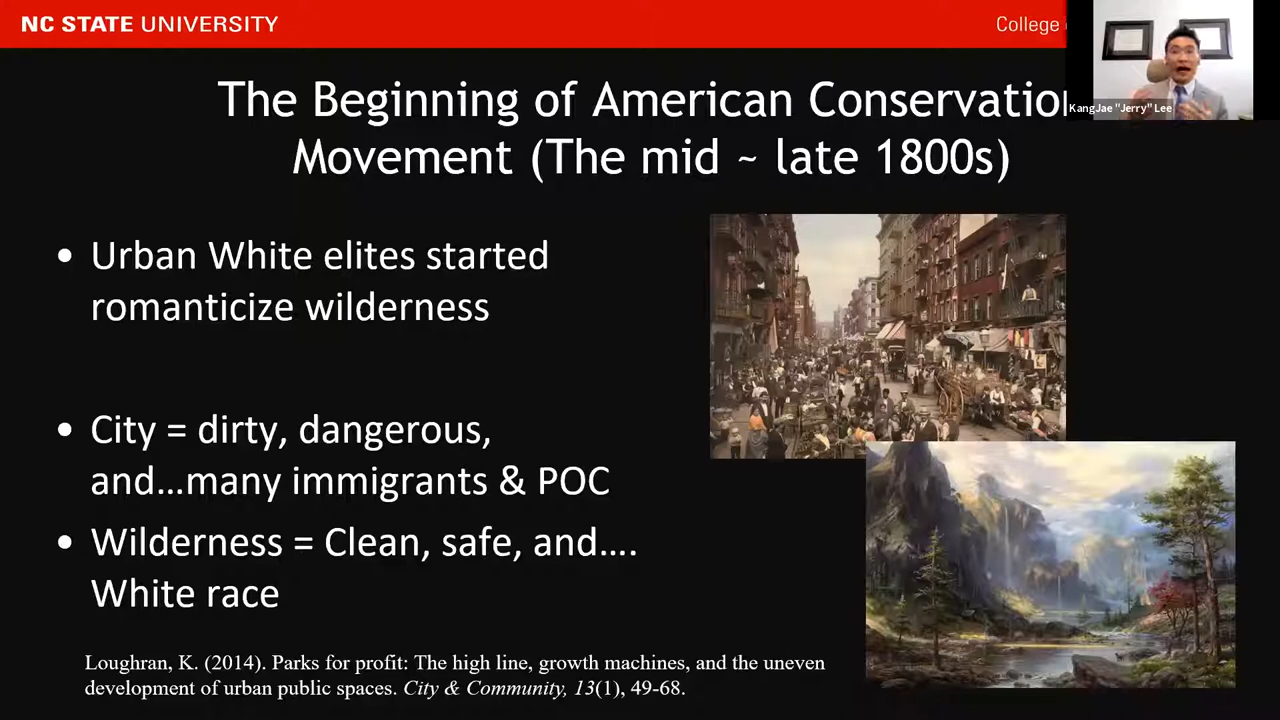 NC STATE UNIVERSITY
College
KangJae "Jerry" Lee
The Beginning of American Conservation
Movement (The mid ~ late 1800s)
• Urban White elites started
romanticize wilderness
• City = dirty, dangerous,
and…many immigrants & POC
• Wilderness = Clean, safe, and….
White race
Loughran, K. (2014). Parks for profit: The high line, growth machines, and the uneven
development of urban public spaces. City & Community, 13(1), 49-68.